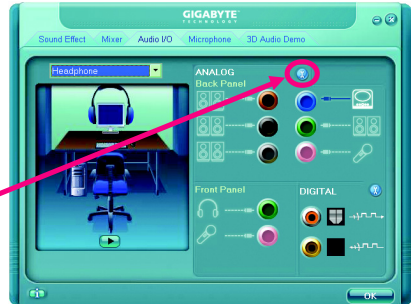 GIGABYTE
TECHNOLOGY
Sound Effect
Mixer
Audio I/O
Microphone
3D Audio Demo
Headphone
ANALOG
Back Panel
Front Panel
DIGITAL
OK